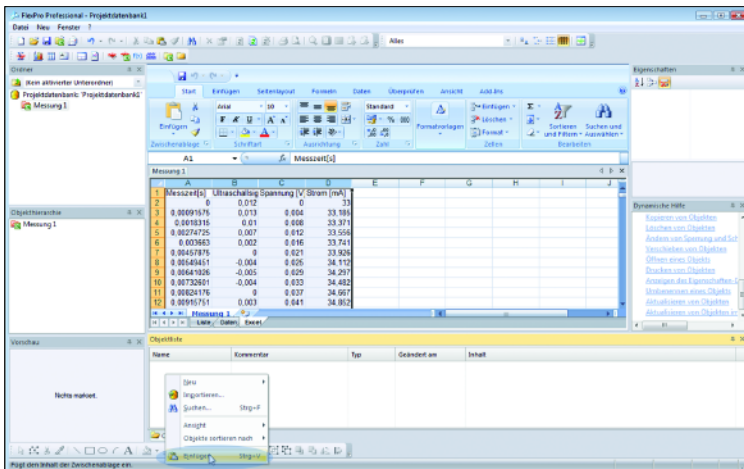 FlexPro Professional - Projektdatenbank1
Datei Neu Fenster ?
Alles
Ordner
(Kein aktivierter Unterordner)
Projektdatenbank: 'Projektdatenbank1'
Messung 1
Start Einfügen Seitenlayout Formeln Daten Überprüfen Ansicht Add-Ins
Einfügen
Arial 10
F K U
Standard
% 000
Formatvorlagen
Einfügen
Löschen
Format
Sortieren und Filtern
Suchen und Auswählen
Zwischenablage Schriftart Ausrichtung Zahl Zellen Bearbeiten
A1 fx Messzeit[s]
Messung 1
A B C D E F G H I J
1 Messzeit[s] Ultraschallsig Spannung [V Strom [mA]
2 0 0,012 0 33
3 0,00091575 0,013 0,004 33,185
4 0,0018315 0,01 0,008 33,371
5 0,00274725 0,007 0,012 33,556
6 0,003663 0,002 0,016 33,741
7 0,00457875 0 0,021 33,926
8 0,00549451 -0,004 0,025 34,112
9 0,00641026 -0,005 0,029 34,297
10 0,00732601 -0,004 0,033 34,482
11 0,00824176 0 0,037 34,667
12 0,00915751 0,003 0,041 34,852
Messung 1
Liste Daten Excel
Objekthierarchie
Messung 1
Eigenschaften
Dynamische Hilfe
Kopieren von Objekten
Löschen von Objekten
Ändern von Sperrung und Sch
Verschieben von Objekten
Öffnen eines Objekts
Drucken von Objekten
Anzeigen des Eigenschaften-D
Umbenennen eines Objekts
Aktualisieren von Objekten
Aktualisieren von Objekten in
Vorschau
Nichts markiert.
Objektliste
Name Kommentar Typ Geändert am Inhalt
Neu
Importieren...
Suchen... Strg+F
Ansicht
Objekte sortieren nach
Einfügen Strg+V
Fügt den Inhalt der Zwischenablage ein.